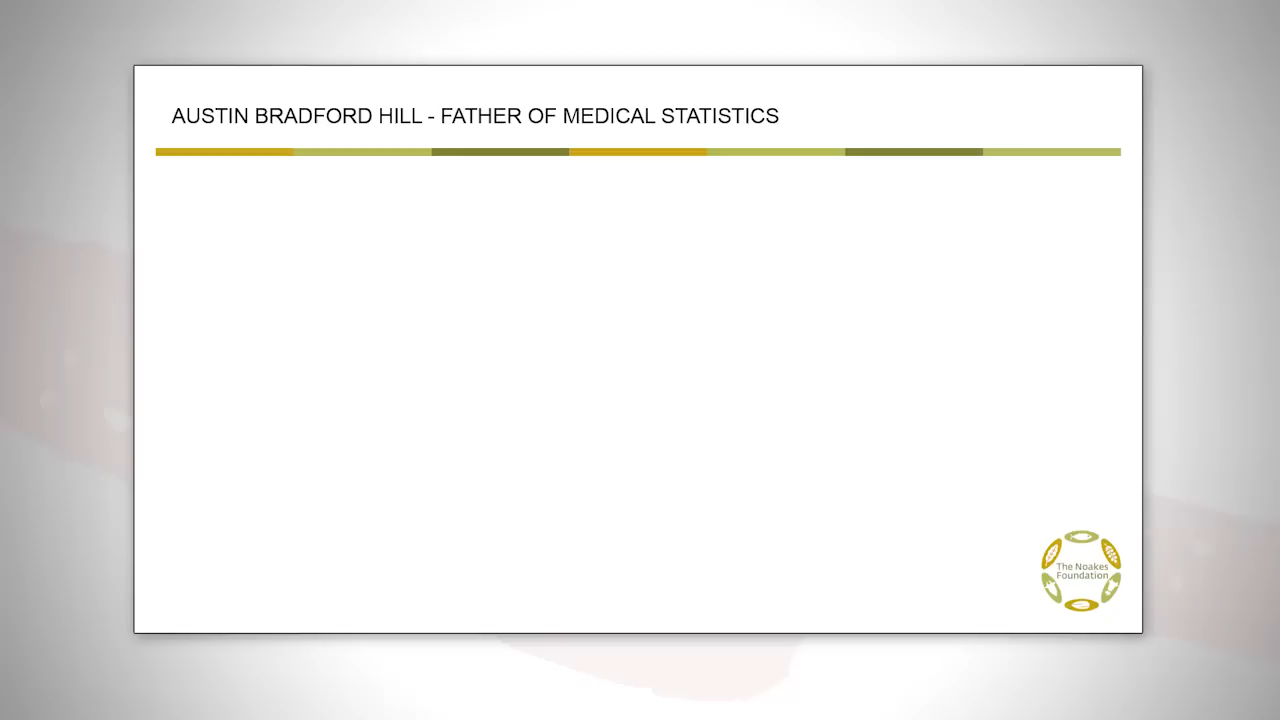 AUSTIN BRADFORD HILL - FATHER OF MEDICAL STATISTICS
The Noakes
Foundation